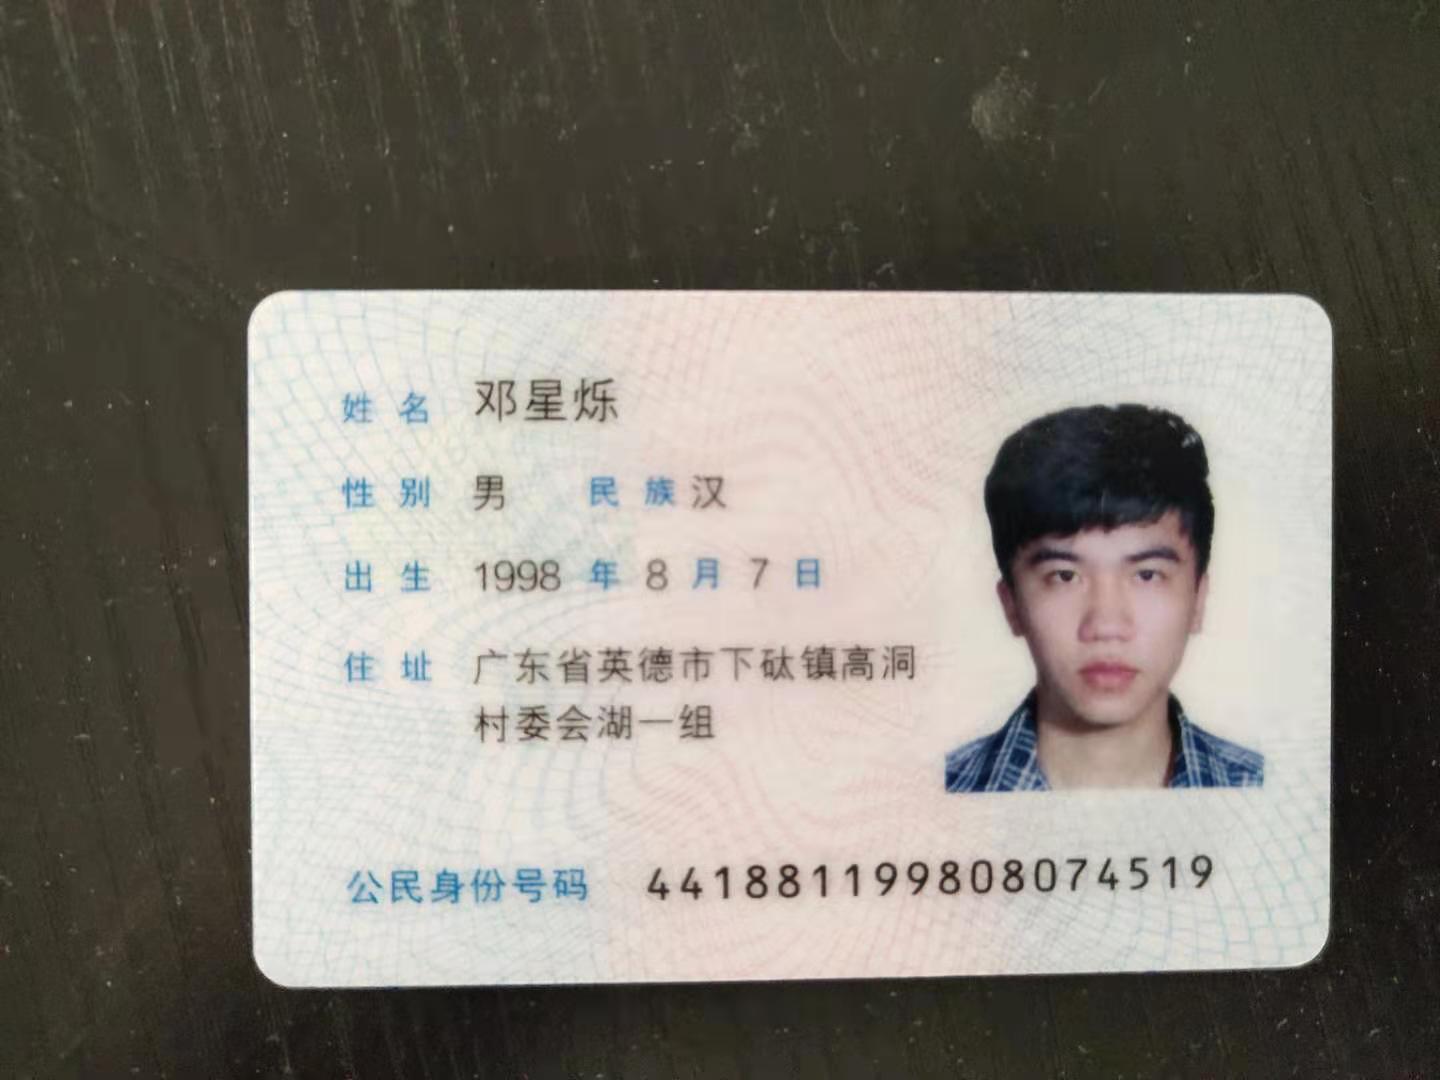 姓名 邓星烁
性别 男 民族 汉
出生 1998 年 8 月 7 日
住址 广东省英德市下砿镇高洞
村委会湖一组
公民身份号码 441881199808074519